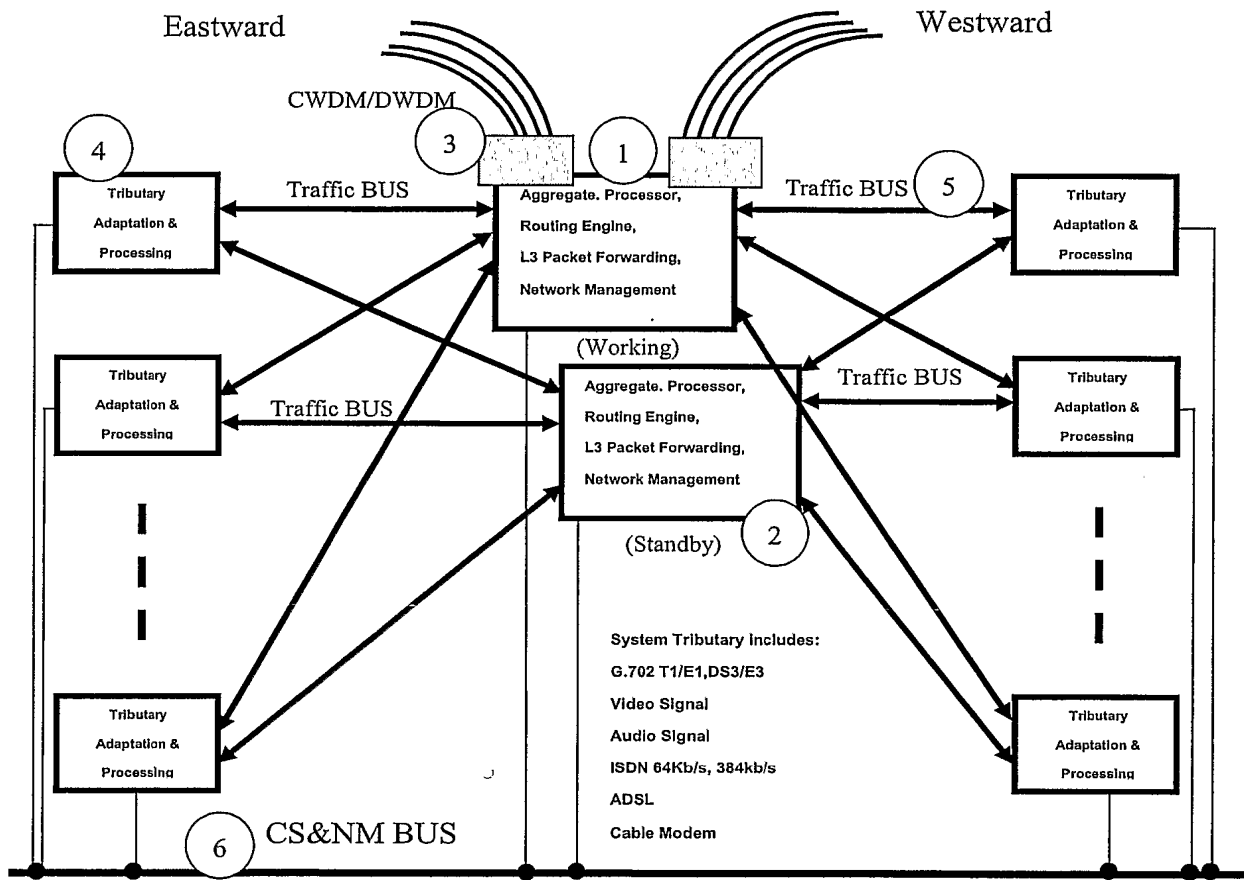 Eastward
Westward
CWDM/DWDM
3
1
4
Tributary
Adaptation &
Processing
Traffic BUS
Aggregate. Processor,
Routing Engine,
L3 Packet Forwarding,
Network Management
Traffic BUS
5
Tributary
Adaptation &
Processing
(Working)
Tributary
Adaptation &
Processing
Traffic BUS
Aggregate. Processor,
Routing Engine,
L3 Packet Forwarding,
Network Management
Traffic BUS
Tributary
Adaptation &
Processing
(Standby)
2
System Tributary includes:
G.702 T1/E1,DS3/E3
Video Signal
Audio Signal
ISDN 64Kb/s, 384kb/s
ADSL
Cable Modem
Tributary
Adaptation &
Processing
Tributary
Adaptation &
Processing
6
CS&NM BUS